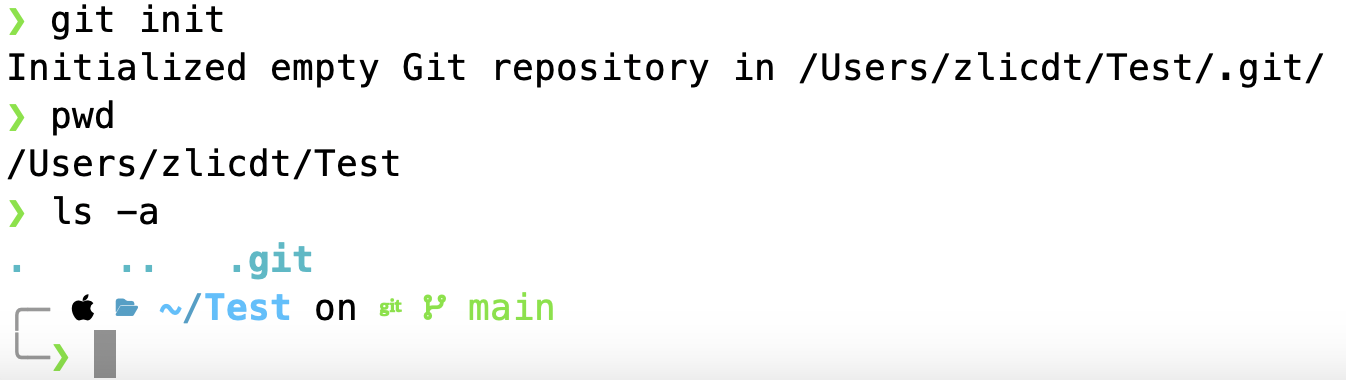 ❯ git init
Initialized empty Git repository in /Users/zlicdt/Test/.git/
❯ pwd
/Users/zlicdt/Test
❯ ls -a
. .. .git
~/Test on git main
❯